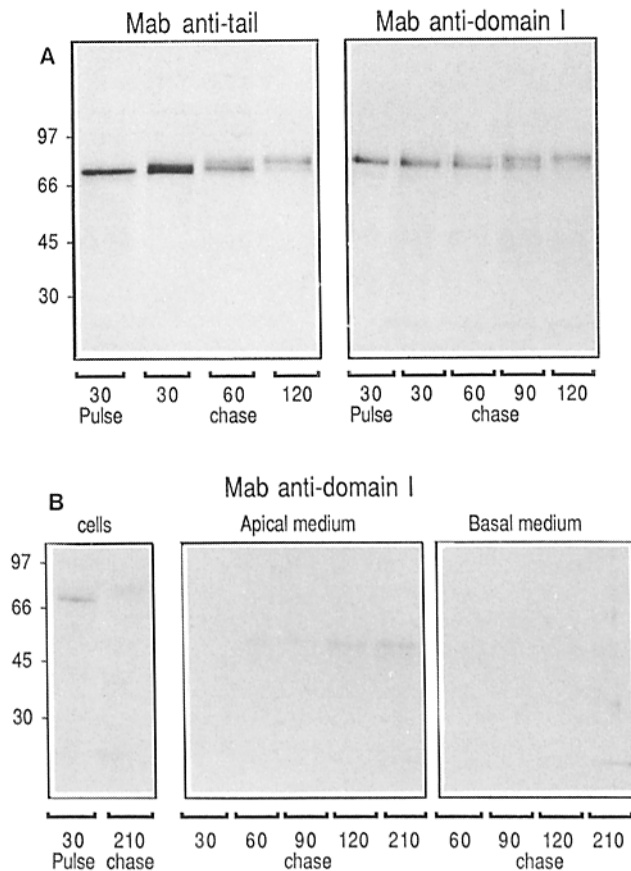 Mab anti-tail
Mab anti-domain I
A
97
66
45
30
30 30 60 120
Pulse chase
30 30 60 90 120
Pulse chase
B
Mab anti-domain I
cells
Apical medium
Basal medium
97
66
45
30
30 210
Pulse chase
30 60 90 120 210
chase
60 90 120 210
chase